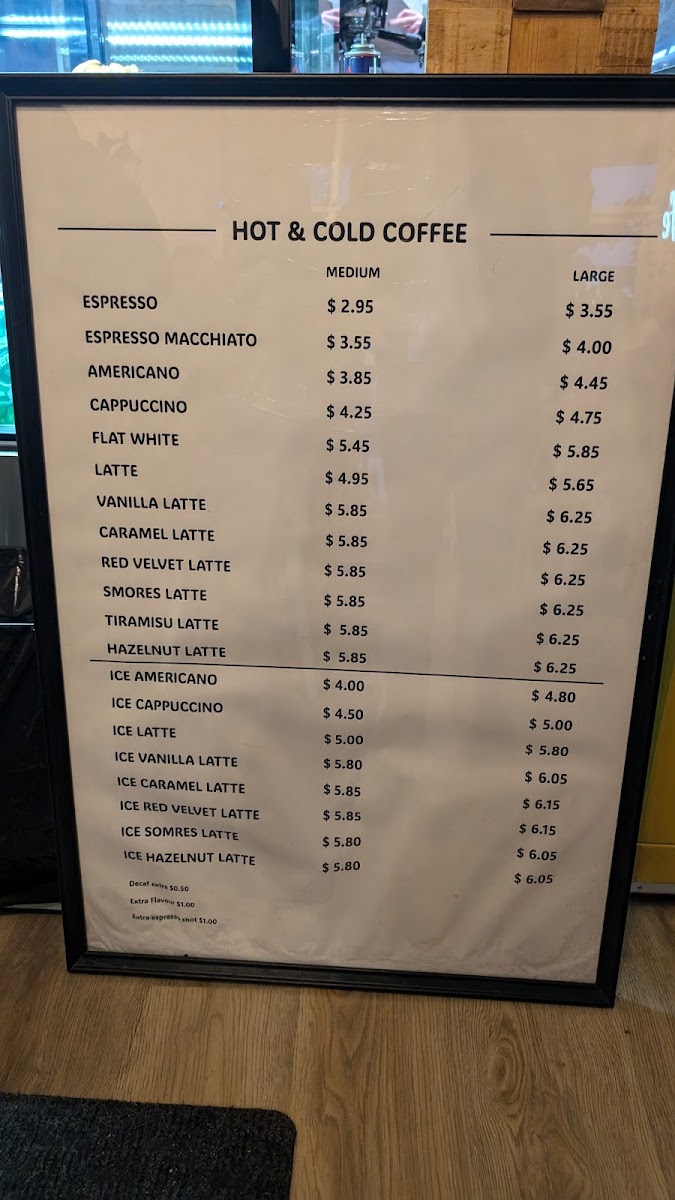 HOT & COLD COFFEE
MEDIUM LARGE
ESPRESSO $ 2.95 $ 3.55
ESPRESSO MACCHIATO $ 3.55 $ 4.00
AMERICANO $ 3.85 $ 4.45
CAPPUCCINO $ 4.25 $ 4.75
FLAT WHITE $ 5.45 $ 5.85
LATTE $ 4.95 $ 5.65
VANILLA LATTE $ 5.85 $ 6.25
CARAMEL LATTE $ 5.85 $ 6.25
RED VELVET LATTE $ 5.85 $ 6.25
SMORES LATTE $ 5.85 $ 6.25
TIRAMISU LATTE $ 5.85 $ 6.25
HAZELNUT LATTE $ 5.85 $ 6.25
ICE AMERICANO $ 4.00 $ 4.80
ICE CAPPUCCINO $ 4.50 $ 5.00
ICE LATTE $ 5.00 $ 5.80
ICE VANILLA LATTE $ 5.80 $ 6.05
ICE CARAMEL LATTE $ 5.85 $ 6.15
ICE RED VELVET LATTE $ 5.85 $ 6.15
ICE SOMRES LATTE $ 5.80 $ 6.05
ICE HAZELNUT LATTE $ 5.80 $ 6.05
Decaf extra $0.50
Extra Flavour $1.00
Extra espresso shot $1.00